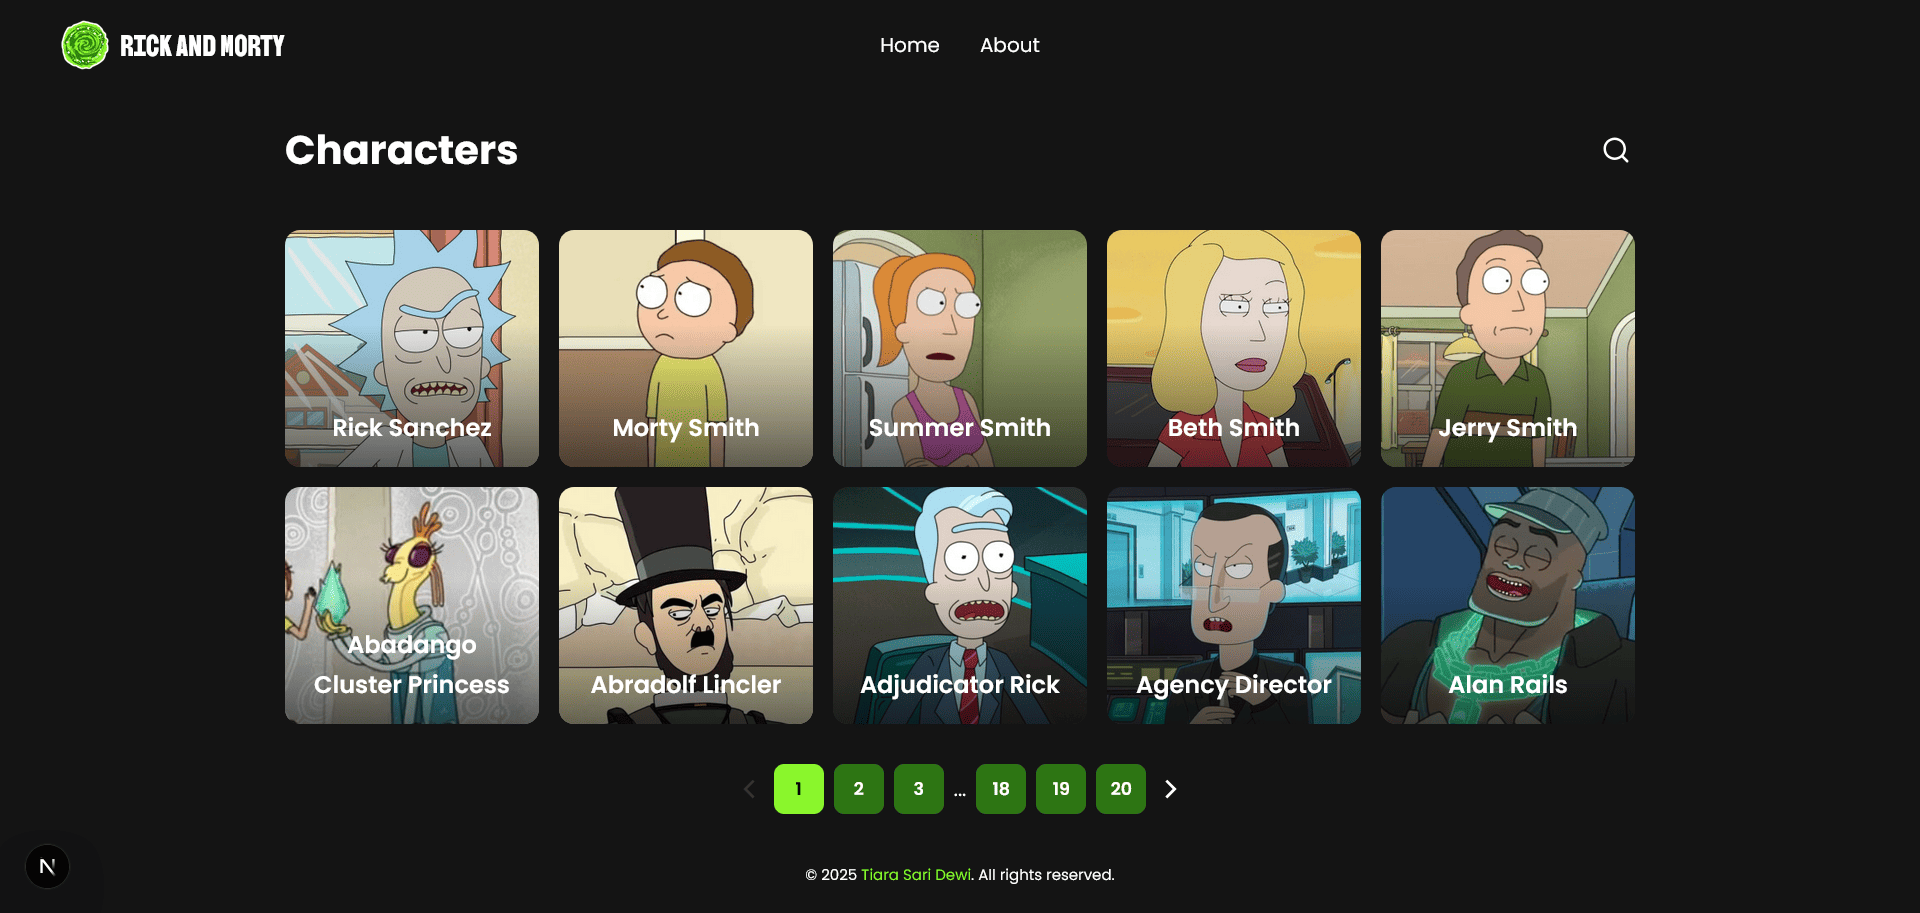 RICK AND MORTY
Home
About
Characters
Rick Sanchez
Morty Smith
Summer Smith
Beth Smith
Jerry Smith
Abadango
Cluster Princess
Abradolf Lincler
Adjudicator Rick
Agency Director
Alan Rails
1 2 3 ... 18 19 20
N
© 2025 Tiara Sari Dewi. All rights reserved.